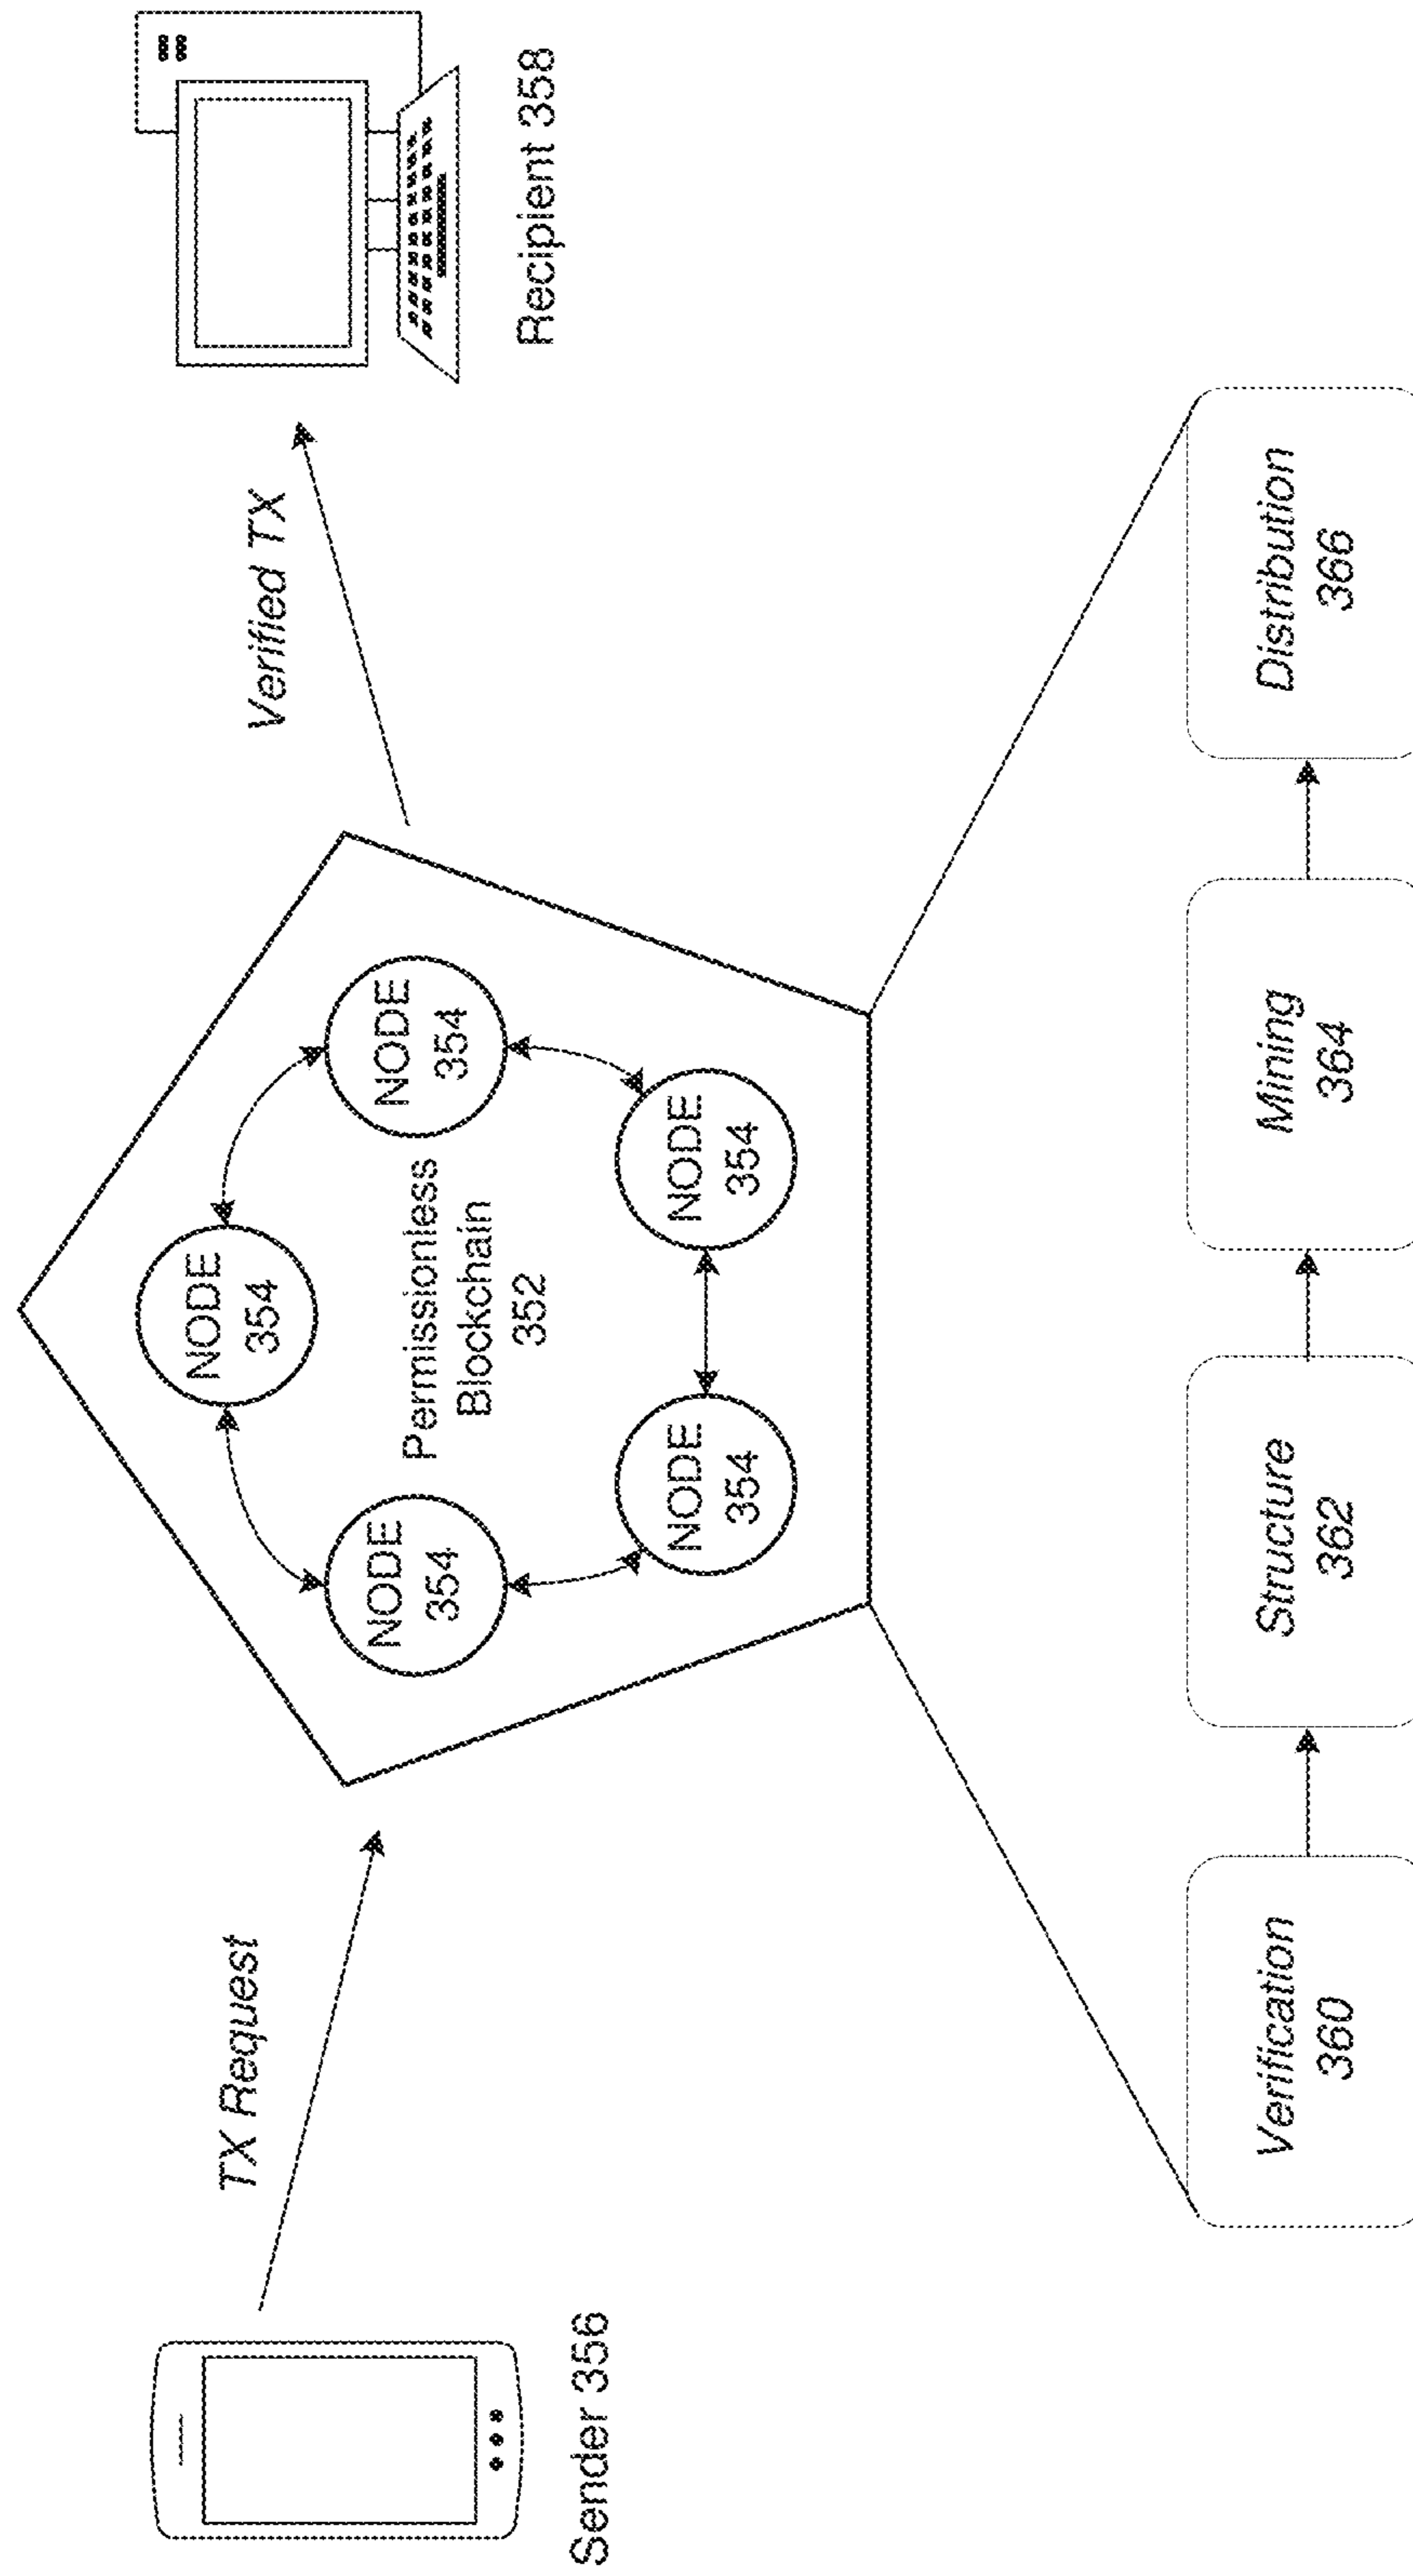 TX Request
Verified TX
Sender 356
Recipient 358
NODE
354
NODE
354
NODE
354
Permissionless
Blockchain
352
NODE
354
NODE
354
Verification
360
Structure
362
Mining
364
Distribution
366